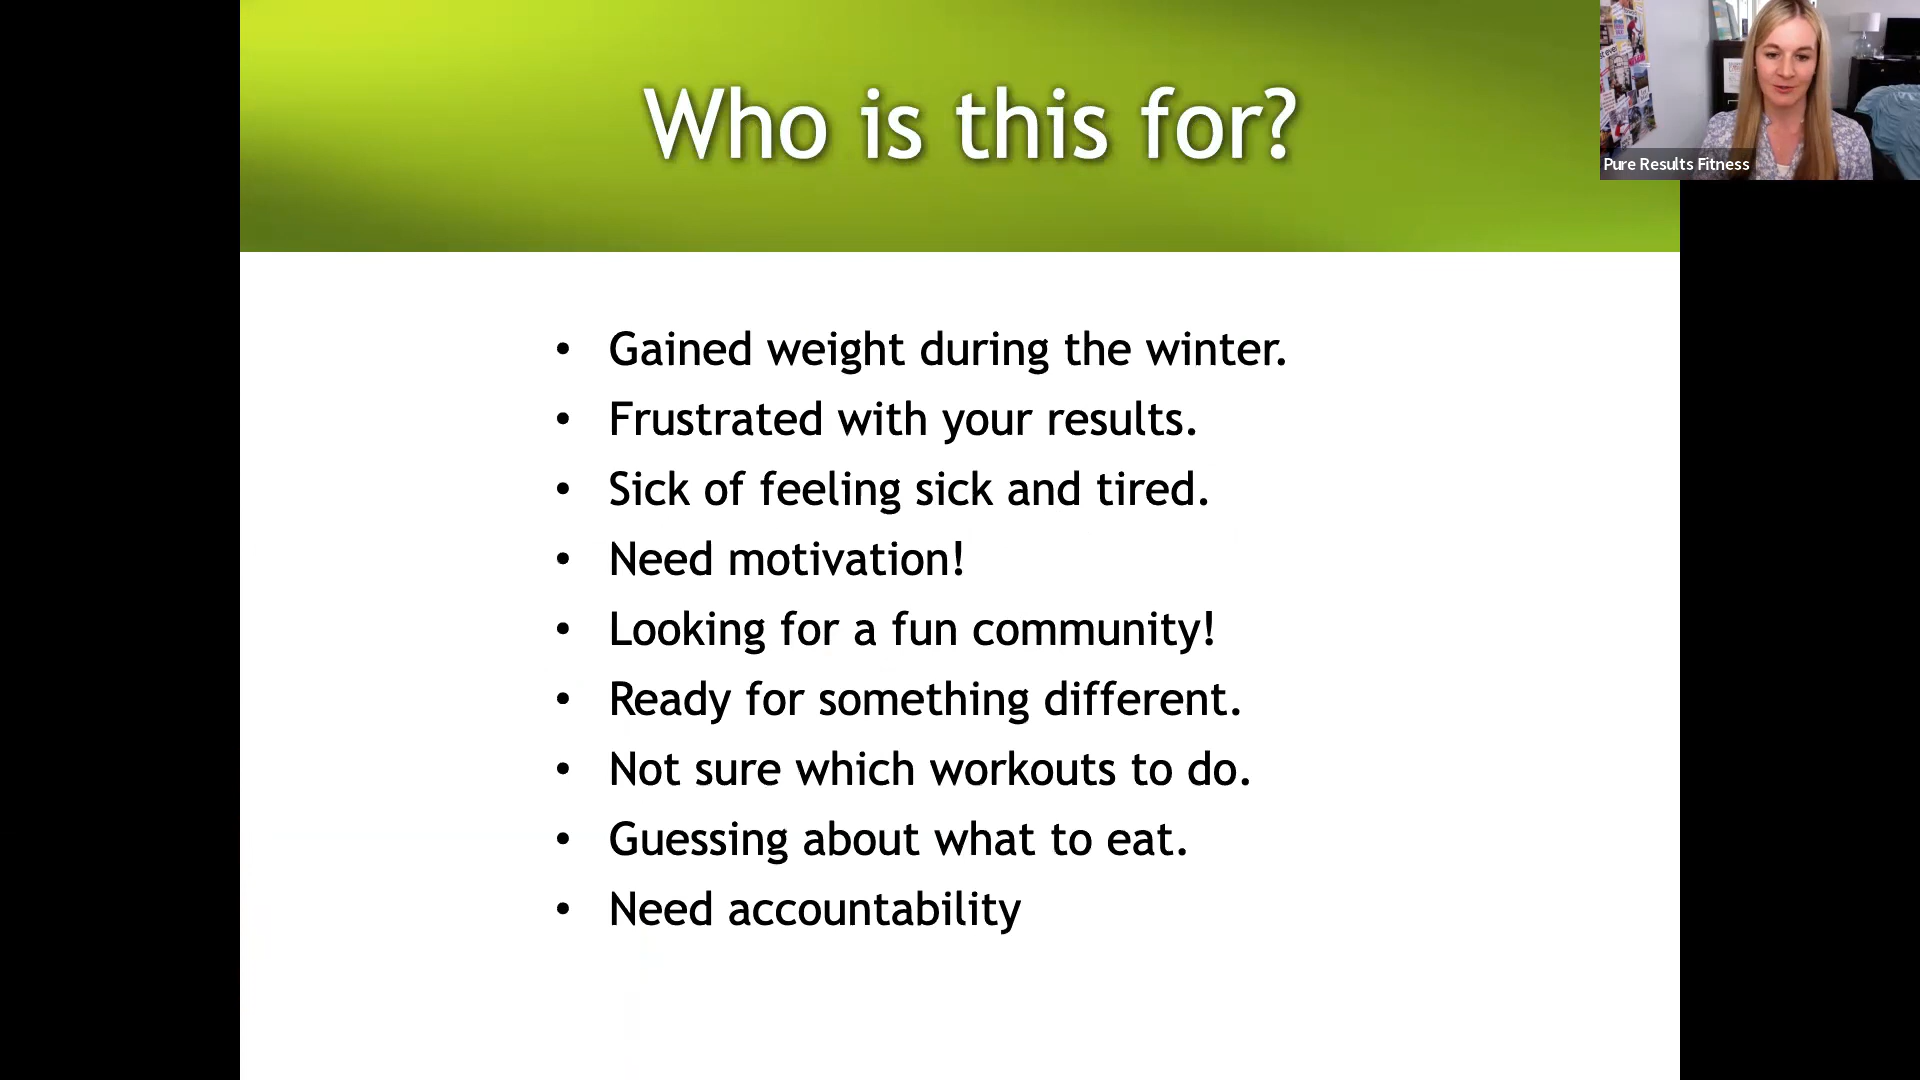 Who is this for?
Pure Results Fitness
• Gained weight during the winter.
• Frustrated with your results.
• Sick of feeling sick and tired.
• Need motivation!
• Looking for a fun community!
• Ready for something different.
• Not sure which workouts to do.
• Guessing about what to eat.
• Need accountability